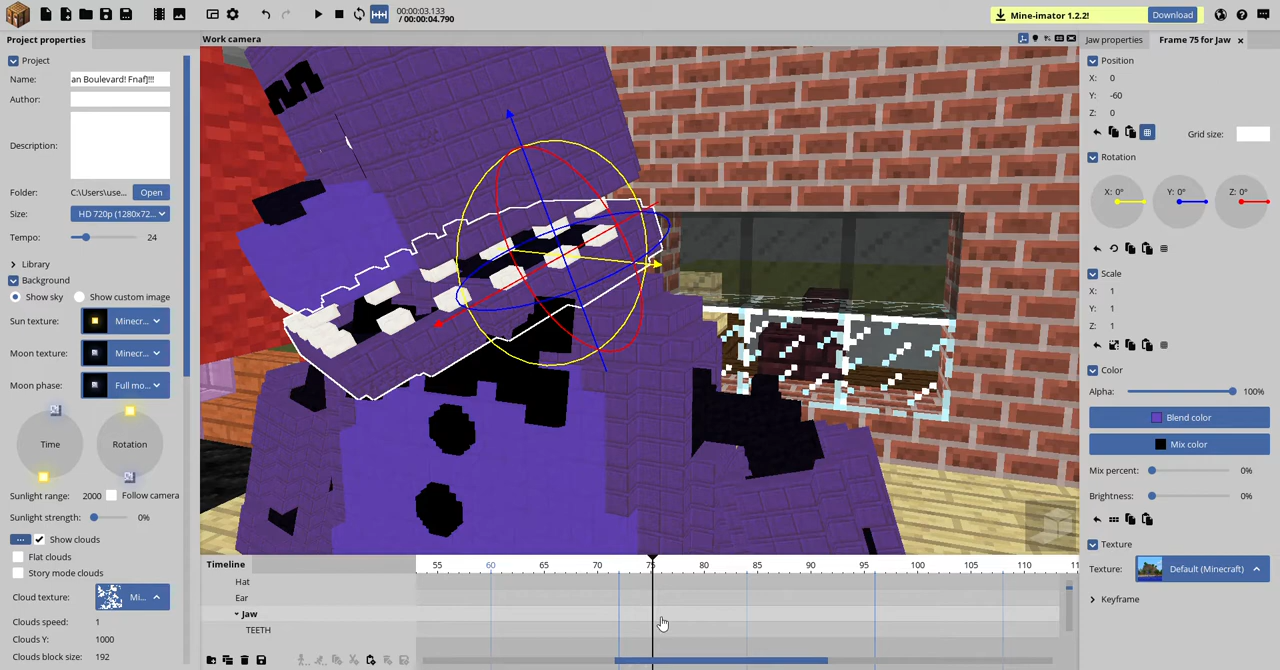 00:00:03.133
/ 00:00:04.790
Mine-imator 1.2.2!
Download
Project properties
Work camera
Jaw properties
Frame 75 for Jaw
Project
Name:
an Boulevard! Fnaf]!!!
Author:
Description:
Folder:
C:\Users\use...
Open
Size:
HD 720p (1280x72...
Tempo:
24
Library
Background
Show sky
Show custom image
Sun texture:
Minecr...
Moon texture:
Minecr...
Moon phase:
Full mo...
Time
Rotation
Sunlight range:
2000
Follow camera
Sunlight strength:
0%
Show clouds
Flat clouds
Story mode clouds
Cloud texture:
Mi...
Clouds speed:
1
Clouds Y:
1000
Clouds block size:
192
Timeline
55 60 65 70 75 80 85 90 95 100 105 110 11
Hat
Ear
Jaw
TEETH
Position
X: 0
Y: -60
Z: 0
Grid size:
Rotation
X: 0°
Y: 0°
Z: 0°
Scale
X: 1
Y: 1
Z: 1
Color
Alpha:
100%
Blend color
Mix color
Mix percent:
0%
Brightness:
0%
Texture
Texture:
Default (Minecraft)
Keyframe